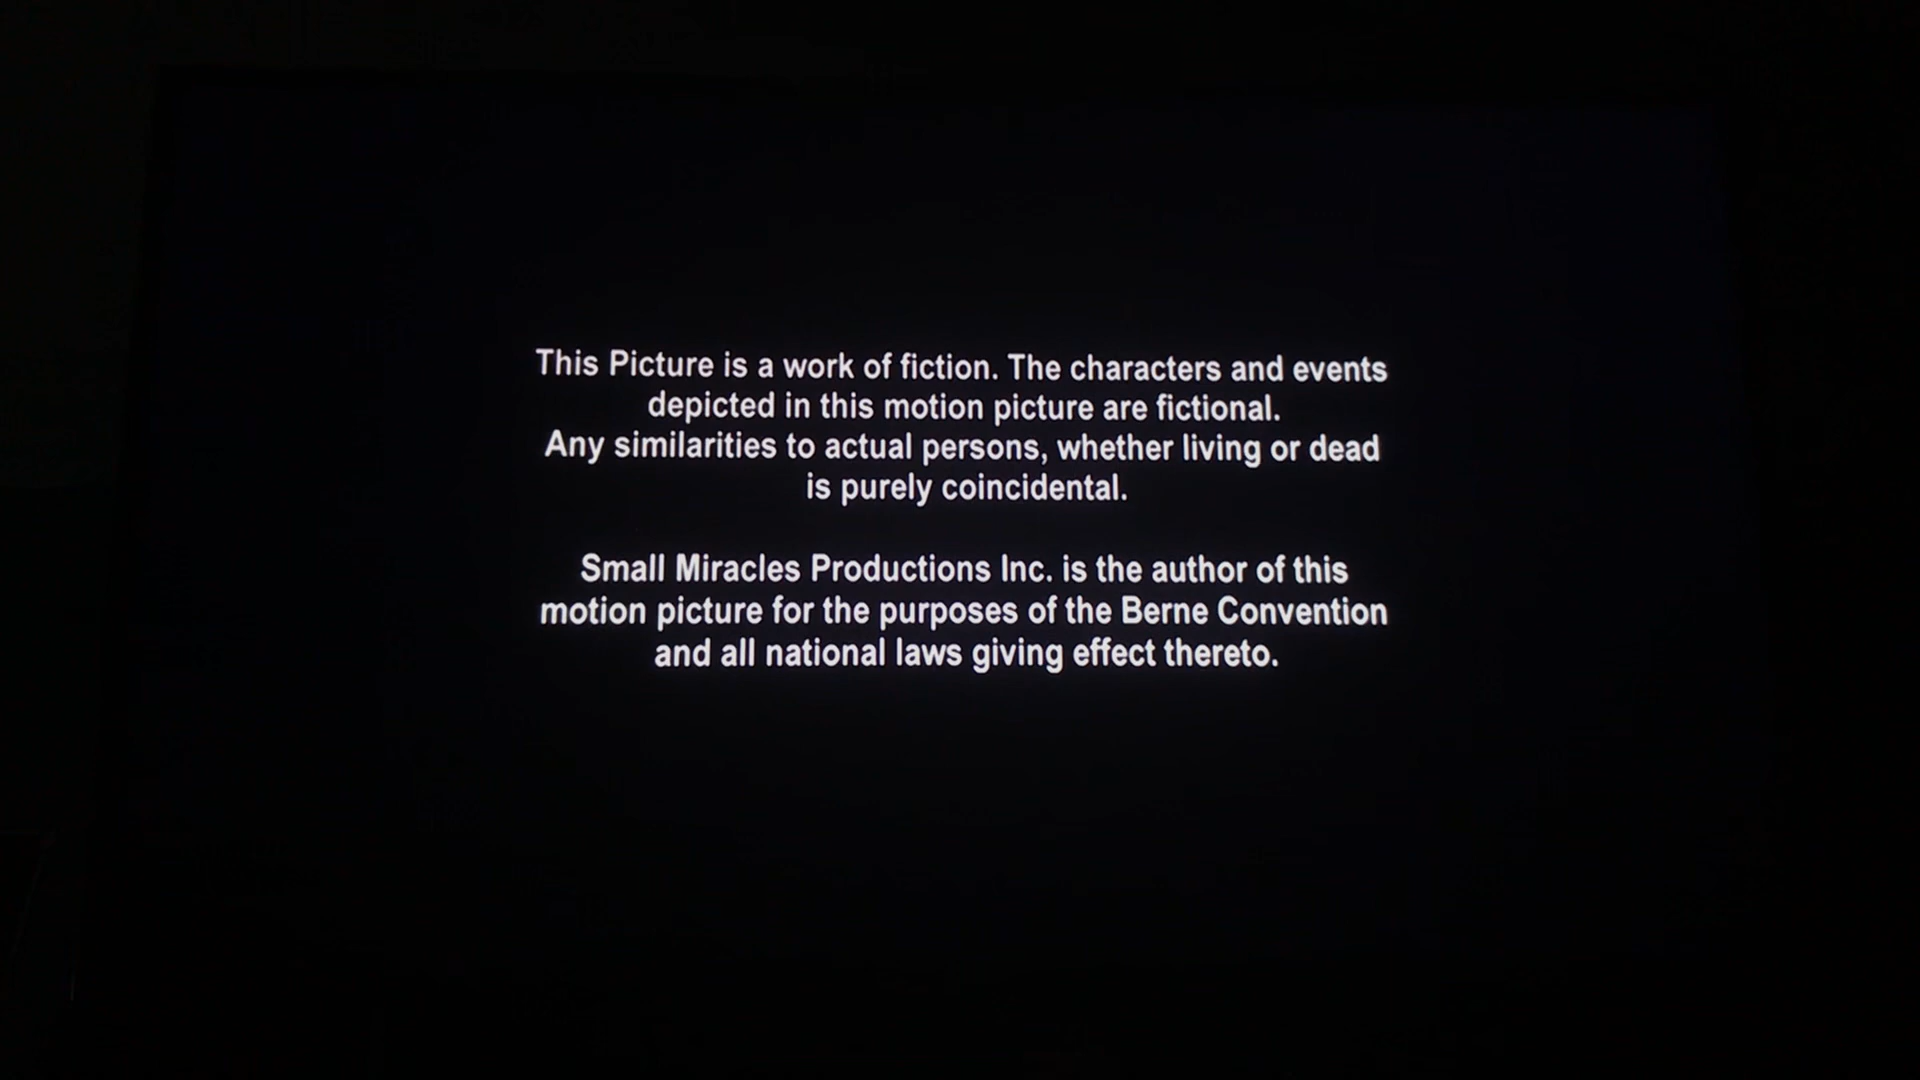 This Picture is a work of fiction. The characters and events
depicted in this motion picture are fictional.
Any similarities to actual persons, whether living or dead
is purely coincidental.
Small Miracles Productions Inc. is the author of this
motion picture for the purposes of the Berne Convention
and all national laws giving effect thereto.